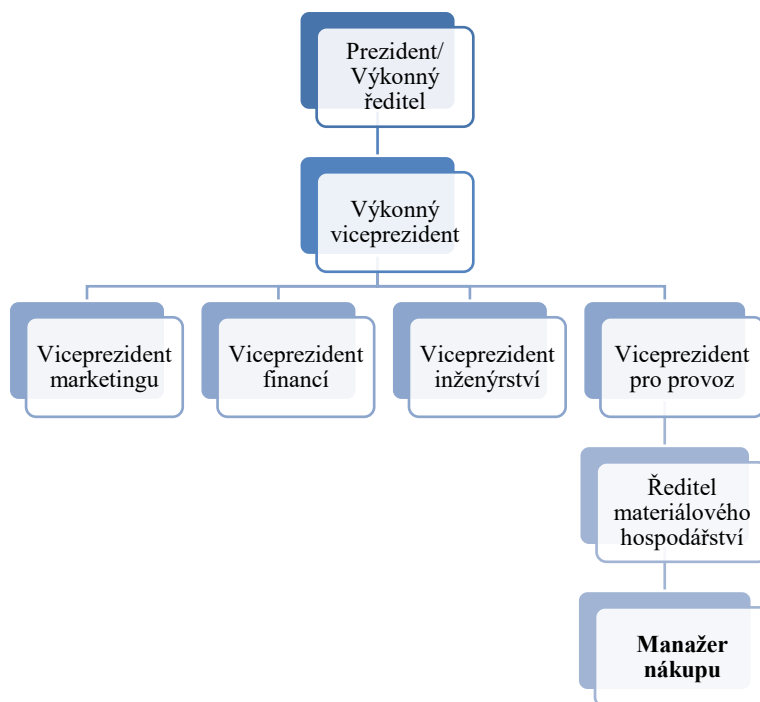 Prezident/
Výkonný
ředitel
Výkonný
viceprezident
Viceprezident
marketingu
Viceprezident
financí
Viceprezident
inženýrství
Viceprezident
pro provoz
Ředitel
materiálového
hospodářství
Manažer
nákupu